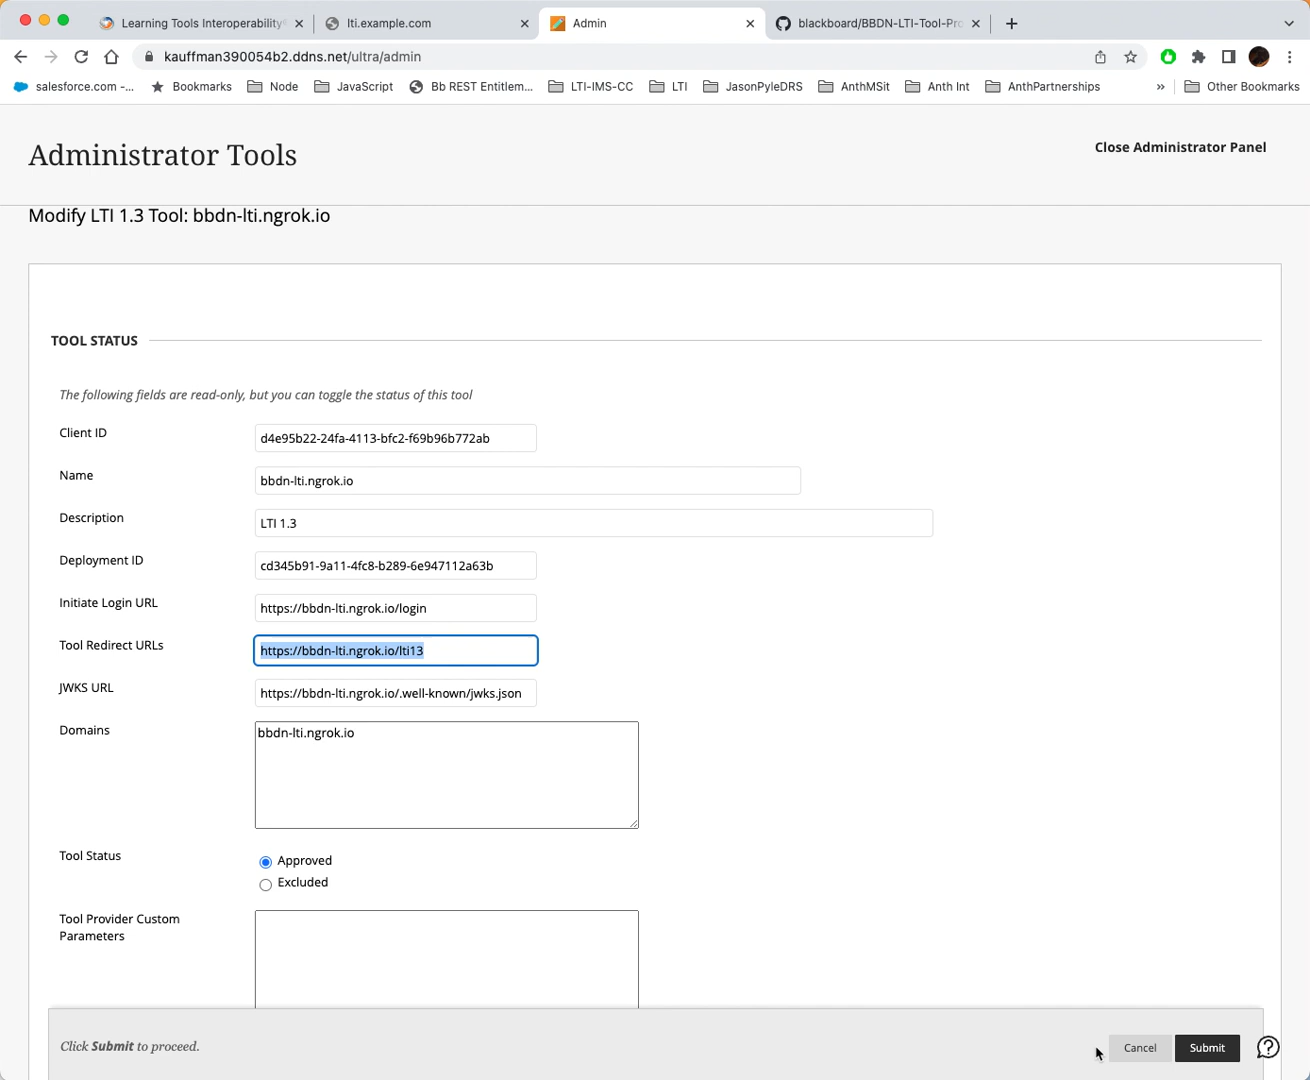 Learning Tools Interoperability
lti.example.com
Admin
blackboard/BBDN-LTI-Tool-Pro
kauffman390054b2.ddns.net/ultra/admin
salesforce.com -...
Bookmarks
Node
JavaScript
Bb REST Entitlem...
LTI-IMS-CC
LTI
JasonPyleDRS
AnthMSit
Anth Int
AnthPartnerships
»
Other Bookmarks
Administrator Tools
Close Administrator Panel
Modify LTI 1.3 Tool: bbdn-lti.ngrok.io
TOOL STATUS
The following fields are read-only, but you can toggle the status of this tool
Client ID
d4e95b22-24fa-4113-bfc2-f69b96b772ab
Name
bbdn-lti.ngrok.io
Description
LTI 1.3
Deployment ID
cd345b91-9a11-4fc8-b289-6e947112a63b
Initiate Login URL
https://bbdn-lti.ngrok.io/login
Tool Redirect URLs
https://bbdn-lti.ngrok.io/lti13
JWKS URL
https://bbdn-lti.ngrok.io/.well-known/jwks.json
Domains
bbdn-lti.ngrok.io
Tool Status
Approved
Excluded
Tool Provider Custom
Parameters
Click Submit to proceed.
Cancel
Submit